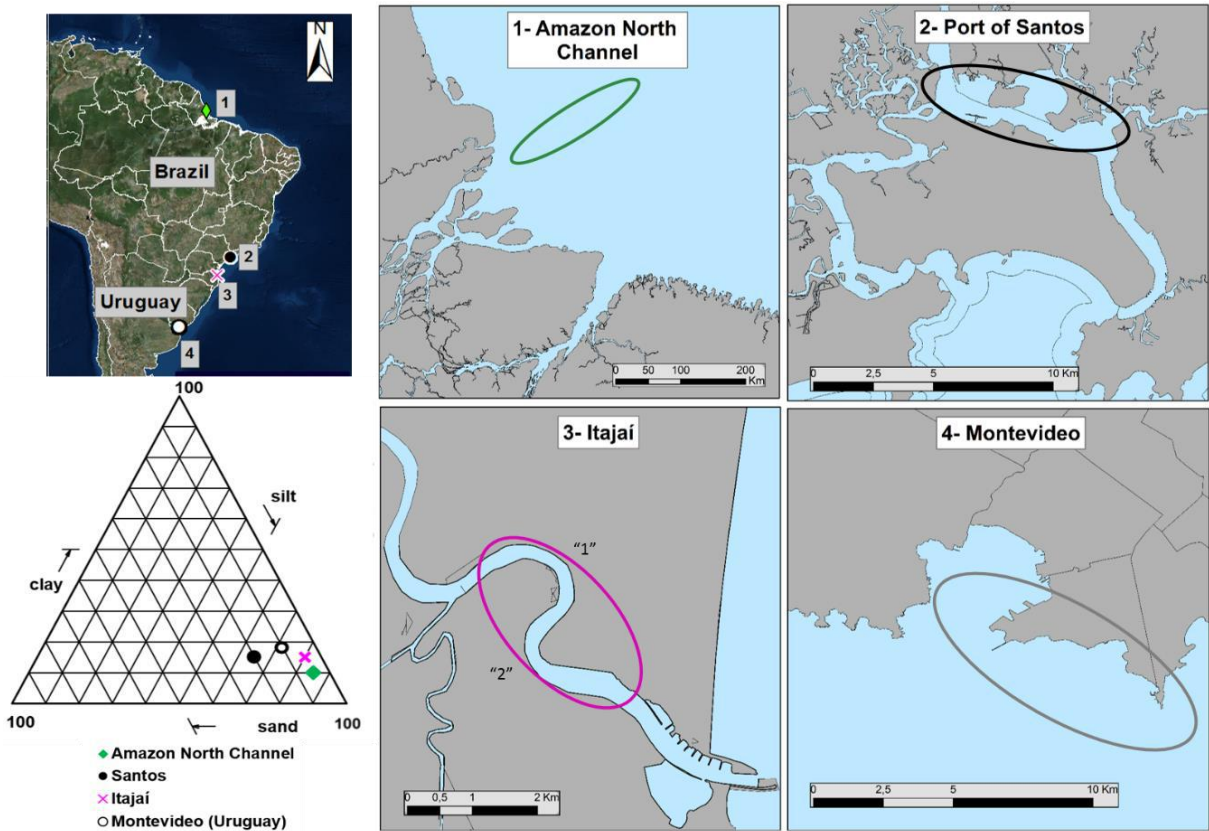 N
1
Brazil
2
3
Uruguay
4
1- Amazon North
Channel
0 50 100 200
Km
2- Port of Santos
0 2,5 5 10 Km
100
silt
clay
100
100
sand
Amazon North Channel
Santos
Itajaí
Montevideo (Uruguay)
3- Itajaí
"1"
"2"
0 0,5 1 2 Km
4- Montevideo
0 2,5 5 10 Km